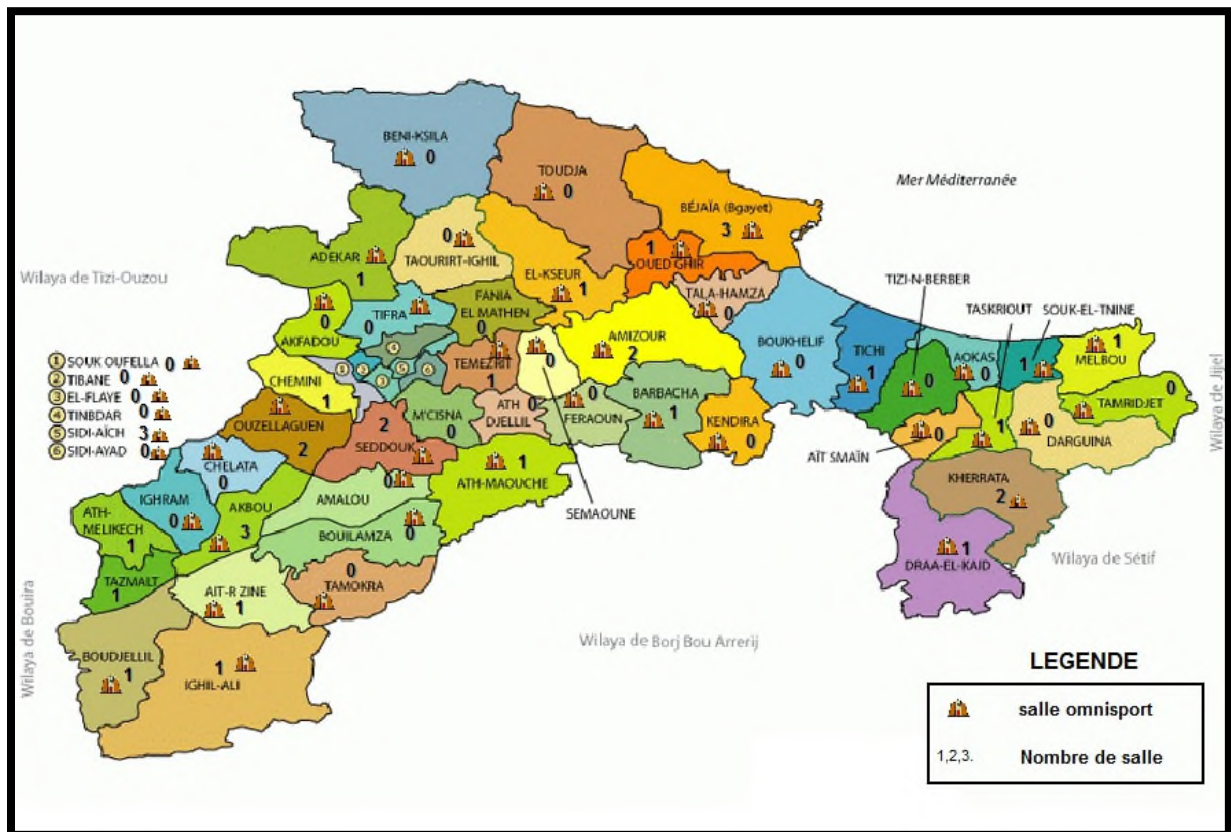 BENI-KSILA
0
TOUDJA
0
Mer Méditerranée
BÉJAÏA (Bgayet)
3
ADEKAR
1
0
TAOURIRT-IGHIL
EL-KSEUR
1
1
OUED GHIR
TALA-HAMZA
0
TIZI-N-BERBER
0
TASKRIOUT
1
SOUK-EL-TNINE
1
Wilaya de Tizi-Ouzou
Wilaya de Jijel
0
AKFADOU
TIFRA
0
FANIA
EL MATHEN
0
AMIZOUR
2
BOUKHELIF
0
TICHI
1
AOKAS
0
1
MELBOU
0
TAMRIDJET
1 SOUK OUFELLA 0
2 TIBANE 0
3 EL-FLAYE 0
4 TINBDAR 0
5 SIDI-AÏCH 3
6 SIDI-AYAD 0
CHEMINI
1
TEMEZRIT
1
0
SEMAOUNE
BARBACHA
1
KENDIRA
0
AÏT SMAÏN
0
0
DARGUINA
OUZELLAGUEN
2
2
SEDDOUK
M'CISNA
0
ATH
DJELLIL
0
0
FERAOUN
CHELATA
0
IGHRAM
0
AKBOU
3
0
AMALOU
1
ATH-MAOUCHE
KHERRATA
2
ATH-
MELIKECH
1
BOUILAMZA
0
1
DRAA-EL-KAID
Wilaya de Sétif
TAZMALT
1
AIT-R ZINE
1
0
TAMOKRA
Wilaya de Bouira
Wilaya de Borj Bou Arrerij
BOUDJELLIL
1
1
IGHIL-ALI
LEGENDE
salle omnisport
1,2,3. Nombre de salle